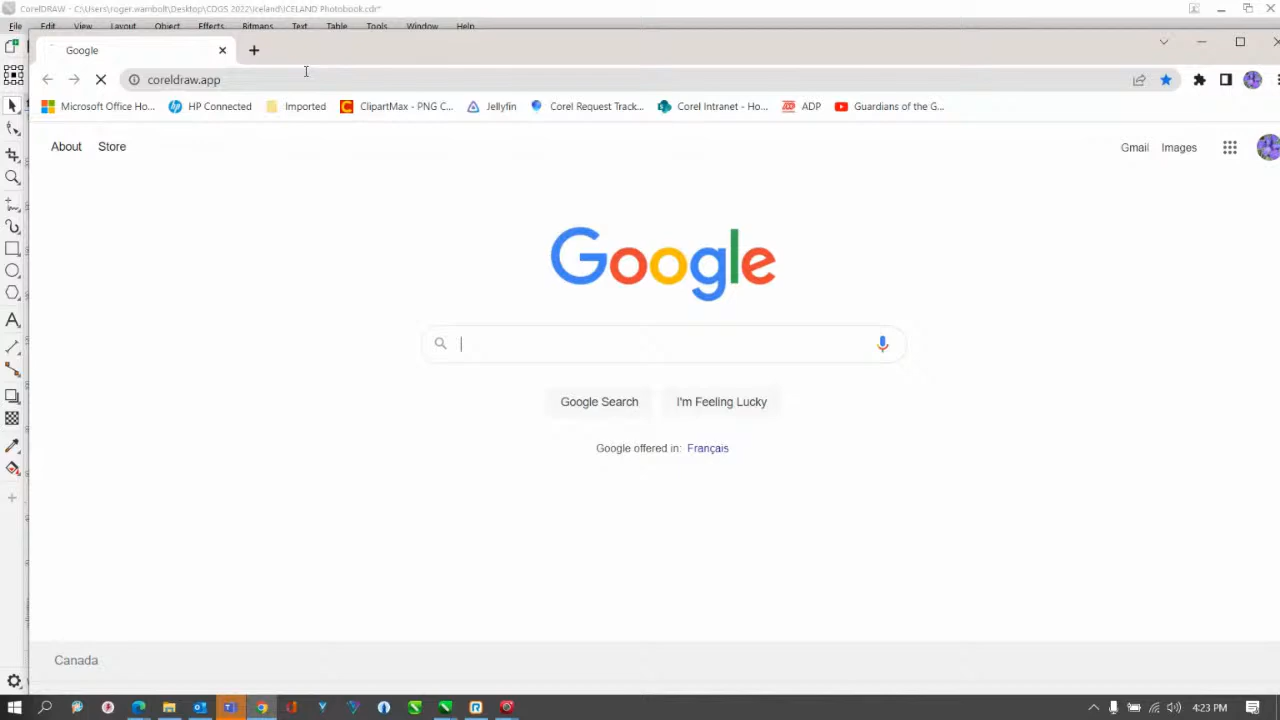 CorelDRAW - C:\Users\roger.wambolt\Desktop\CDGS 2022\Iceland\ICELAND Photobook.cdr*
File Edit View Layout Object Effects Bitmaps Text Table Tools Window Help
Google
coreldraw.app
Microsoft Office Ho... HP Connected Imported ClipartMax - PNG C... Jellyfin Corel Request Track... Corel Intranet - Ho... ADP Guardians of the G...
About Store Gmail Images
Google
Google Search I'm Feeling Lucky
Google offered in: Français
Canada
4:23 PM